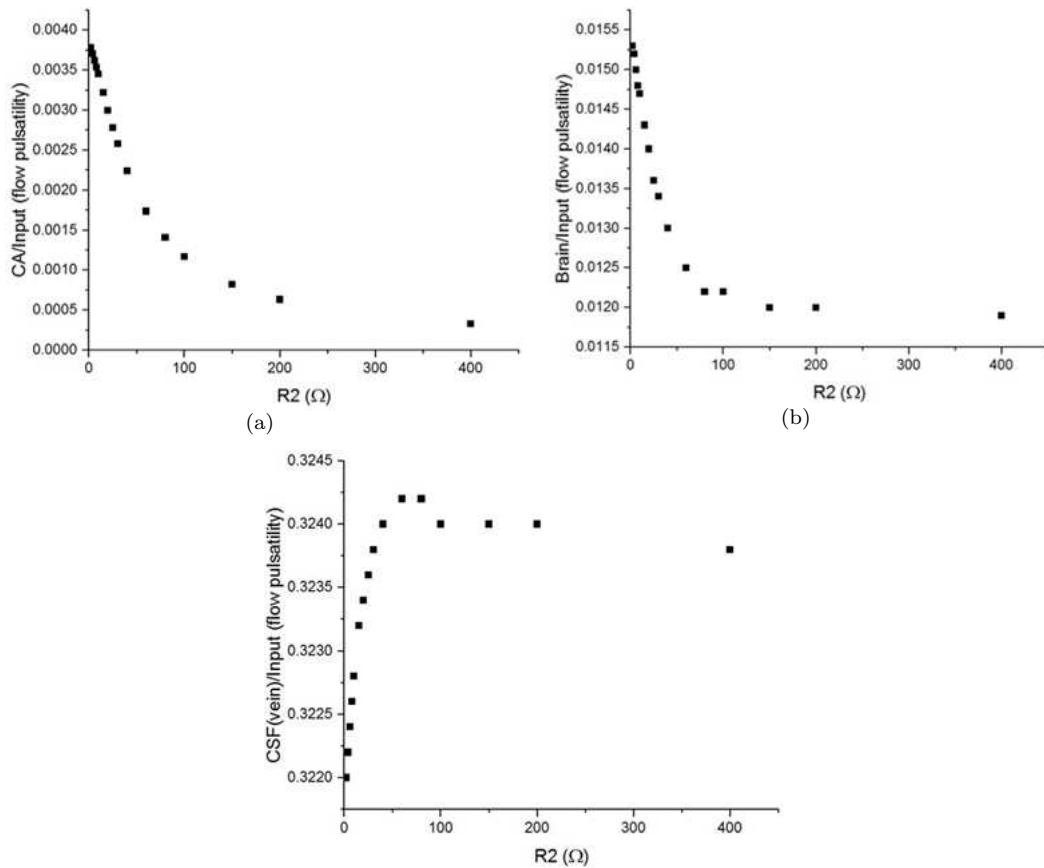 0.0040
0.0035
0.0030
0.0025
0.0020
0.0015
0.0010
0.0005
0.0000
CA/Input (flow pulsatility)
0 100 200 300 400
R2 (Ω)
(a)
0.0155
0.0150
0.0145
0.0140
0.0135
0.0130
0.0125
0.0120
0.0115
Brain/Input (flow pulsatility)
0 100 200 300 400
R2 (Ω)
(b)
0.3245
0.3240
0.3235
0.3230
0.3225
0.3220
CSF(vein)/Input (flow pulsatility)
0 100 200 300 400
R2 (Ω)